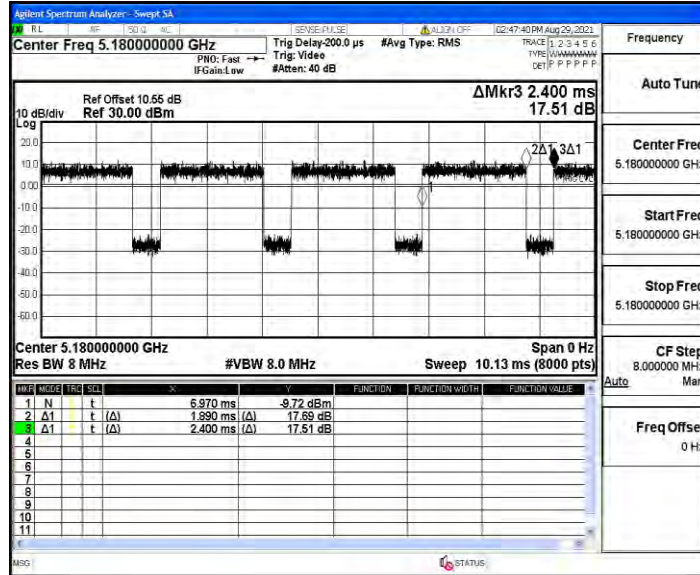 Agilent Spectrum Analyzer - Swept SA
RL RF 50 Ω AC SENSE:PULSE ALIGN OFF 02:47:40 PM Aug 29, 2021
Center Freq 5.180000000 GHz
PNO: Fast
IFGain:Low
Trig Delay-200.0 µs
Trig: Video
#Atten: 40 dB
#Avg Type: RMS
TRACE 1 2 3 4 5 6
TYPE WWWWWW
DET P P P P P P
Frequency
Auto Tune
Ref Offset 10.55 dB
10 dB/div Ref 30.00 dBm
Log
ΔMkr3 2.400 ms
17.51 dB
20.0
10.0
0.00
-10.0
-20.0
-30.0
-40.0
-50.0
-60.0
2Δ1 3Δ1
1
Center Freq
5.180000000 GHz
Start Freq
5.180000000 GHz
Stop Freq
5.180000000 GHz
CF Step
8.000000 MHz
Auto Man
Freq Offset
0 Hz
Center 5.180000000 GHz Span 0 Hz
Res BW 8 MHz #VBW 8.0 MHz Sweep 10.13 ms (8000 pts)
MKR MODE TRC SCL X Y FUNCTION FUNCTION WIDTH FUNCTION VALUE
1 N t 6.970 ms -9.72 dBm
2 Δ1 t (Δ) 1.890 ms (Δ) 17.69 dB
3 Δ1 t (Δ) 2.400 ms (Δ) 17.51 dB
4
5
6
7
8
9
10
11
MSG STATUS